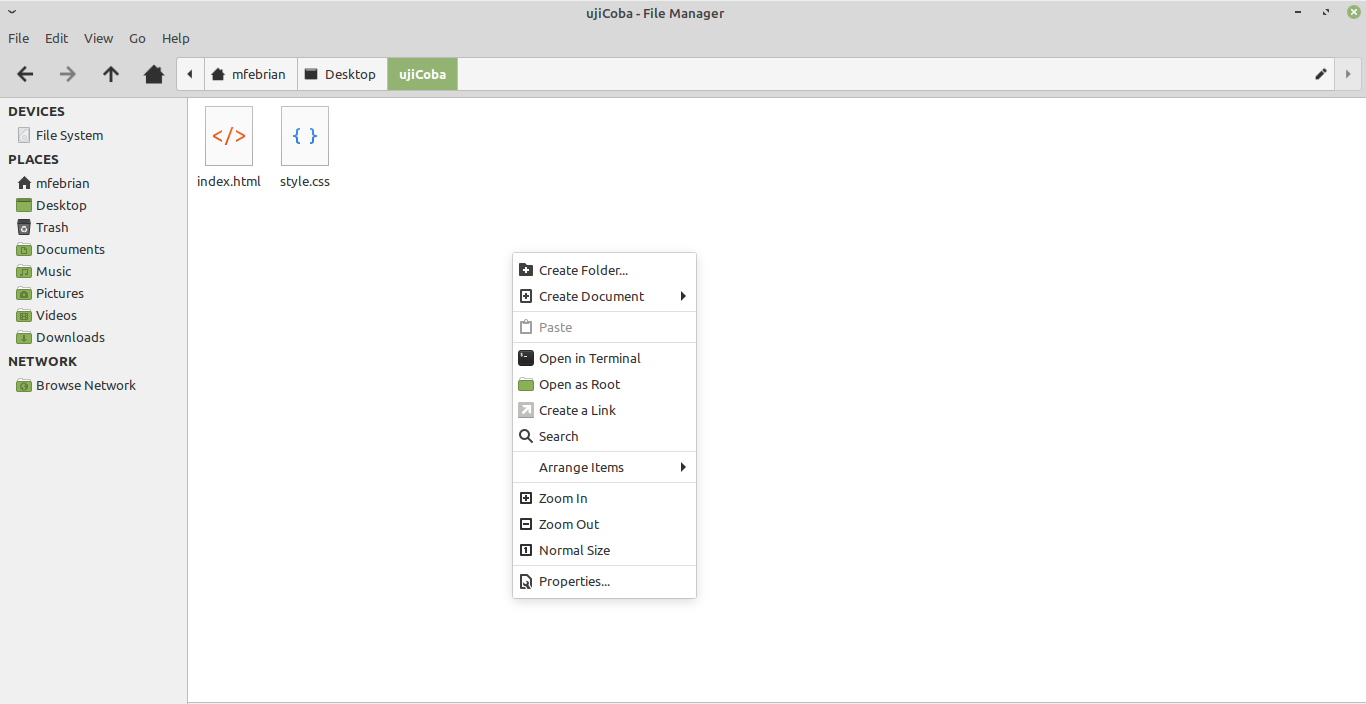 ujiCoba - File Manager
File Edit View Go Help
mfebrian Desktop ujiCoba
DEVICES
File System
PLACES
mfebrian
Desktop
Trash
Documents
Music
Pictures
Videos
Downloads
NETWORK
Browse Network
</>
{ }
index.html
style.css
Create Folder...
Create Document
Paste
Open in Terminal
Open as Root
Create a Link
Search
Arrange Items
Zoom In
Zoom Out
Normal Size
Properties...